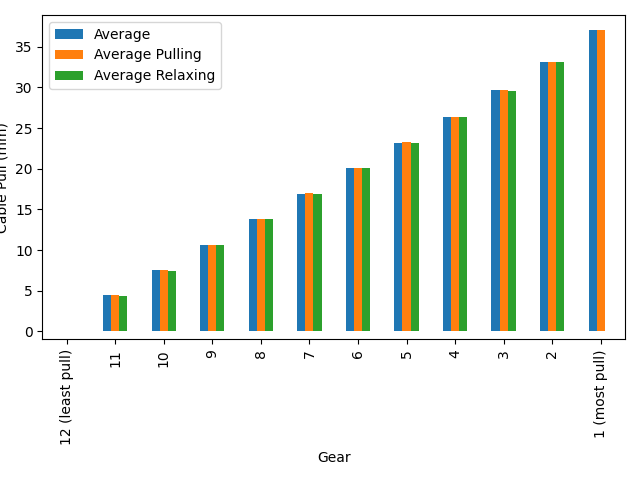 Average
Average Pulling
Average Relaxing
Cable Pull (mm)
35
30
25
20
15
10
5
0
12 (least pull)
11
10
9
8
7
6
5
4
3
2
1 (most pull)
Gear